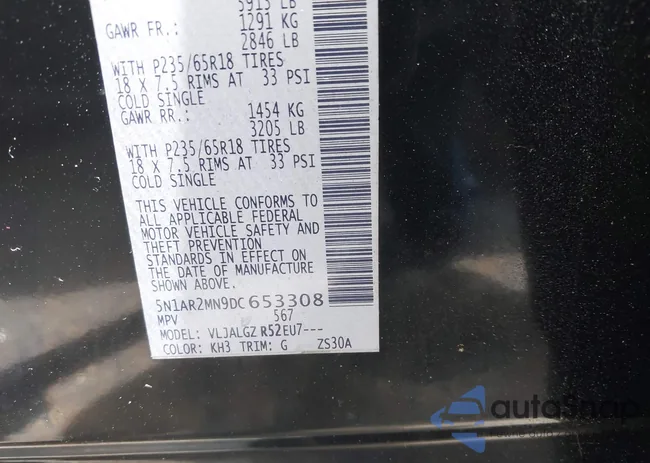 5915 LB
GAWR FR.: 1291 KG
2846 LB
WITH P235/65R18 TIRES
18 X 7.5 RIMS AT 33 PSI
COLD SINGLE
GAWR RR.: 1454 KG
3205 LB
WITH P235/65R18 TIRES
18 X 7.5 RIMS AT 33 PSI
COLD SINGLE
THIS VEHICLE CONFORMS TO
ALL APPLICABLE FEDERAL
MOTOR VEHICLE SAFETY AND
THEFT PREVENTION
STANDARDS IN EFFECT ON
THE DATE OF MANUFACTURE
SHOWN ABOVE.
5N1AR2MN9DC653308
MPV 567
MODEL: VLJALGZ R52EU7---
COLOR: KH3 TRIM: G ZS30A
autoSnap